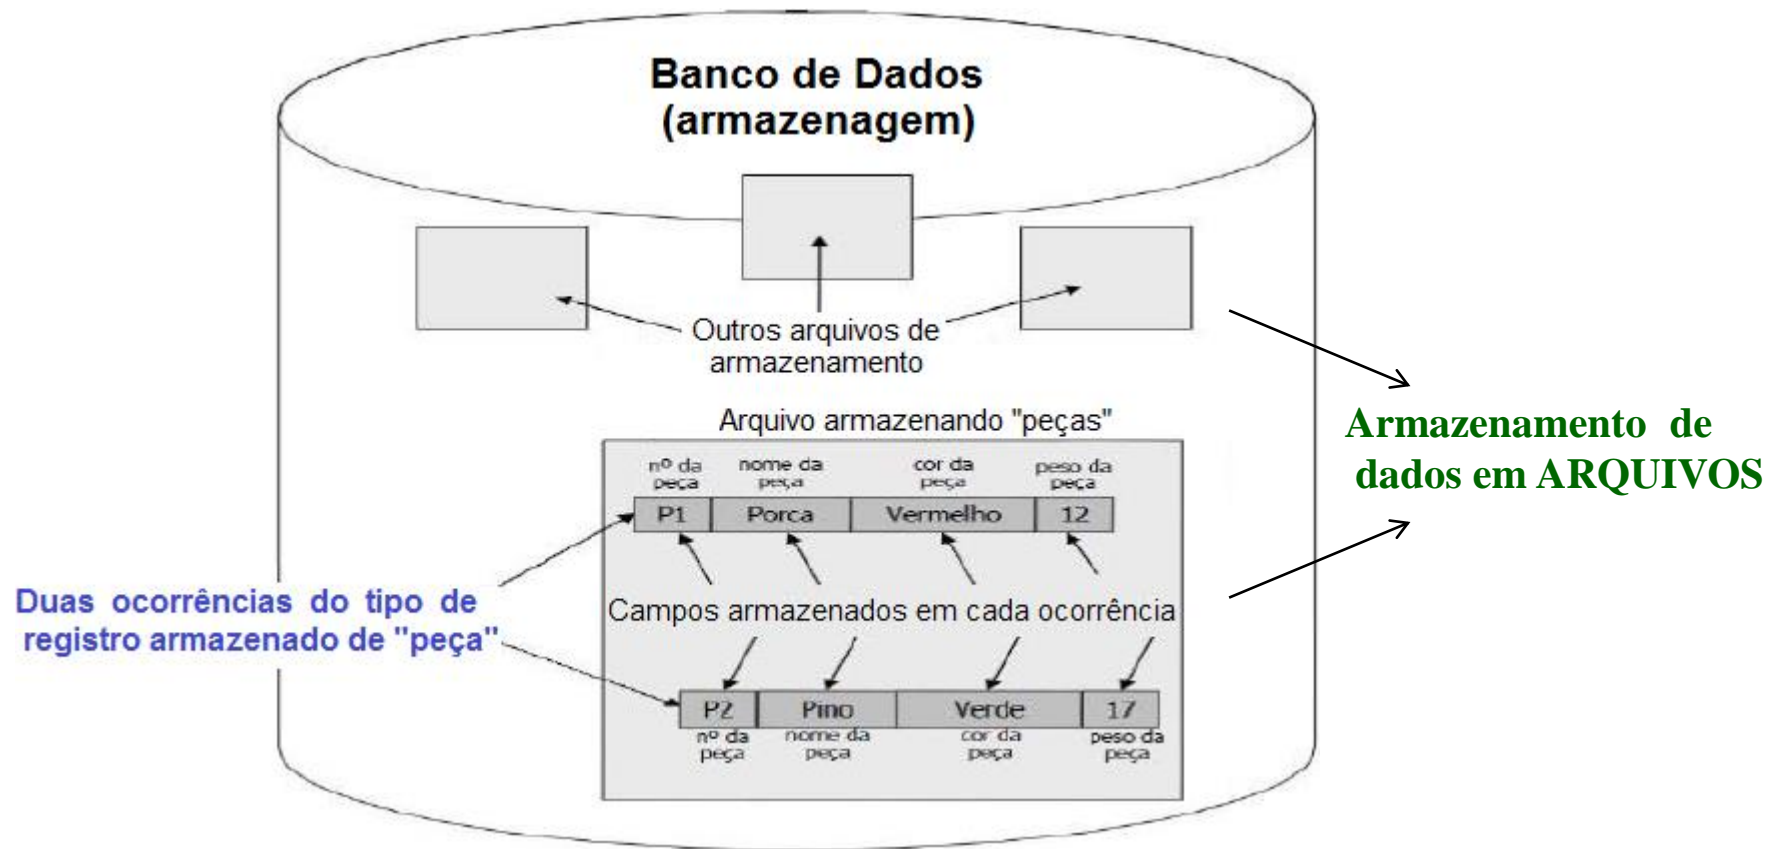 Banco de Dados
(armazenagem)
Outros arquivos de
armazenamento
Arquivo armazenando "peças"
nº da peça nome da peça cor da peça peso da peça
P1 Porca Vermelho 12
Armazenamento de
dados em ARQUIVOS
Duas ocorrências do tipo de
registro armazenado de "peça"
Campos armazenados em cada ocorrência
P2 Pino Verde 17
nº da peça nome da peça cor da peça peso da peça